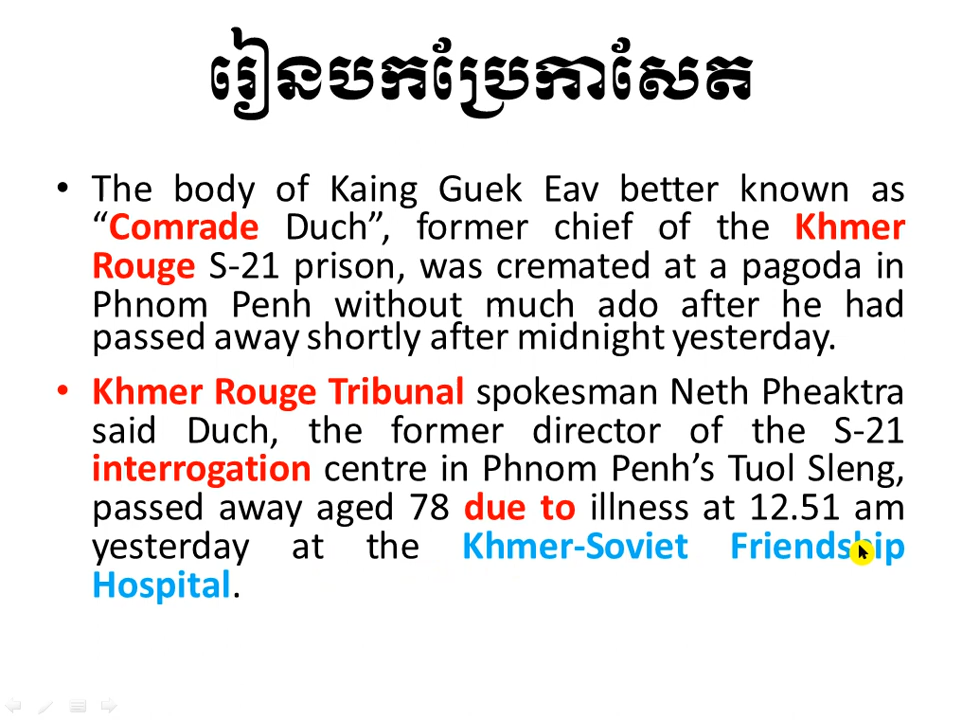 រៀនបកប្រែកាសែត
• The body of Kaing Guek Eav better known as
“Comrade Duch”, former chief of the Khmer
Rouge S-21 prison, was cremated at a pagoda in
Phnom Penh without much ado after he had
passed away shortly after midnight yesterday.
• Khmer Rouge Tribunal spokesman Neth Pheaktra
said Duch, the former director of the S-21
interrogation centre in Phnom Penh’s Tuol Sleng,
passed away aged 78 due to illness at 12.51 am
yesterday at the Khmer-Soviet Friendship
Hospital.